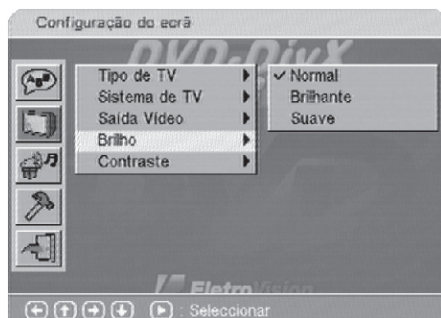 Configuração do ecrã
DVD-DivX
Tipo de TV
Sistema de TV
Saída Vídeo
Brilho
Contraste
Normal
Brilhante
Suave
EletroVision
: Seleccionar